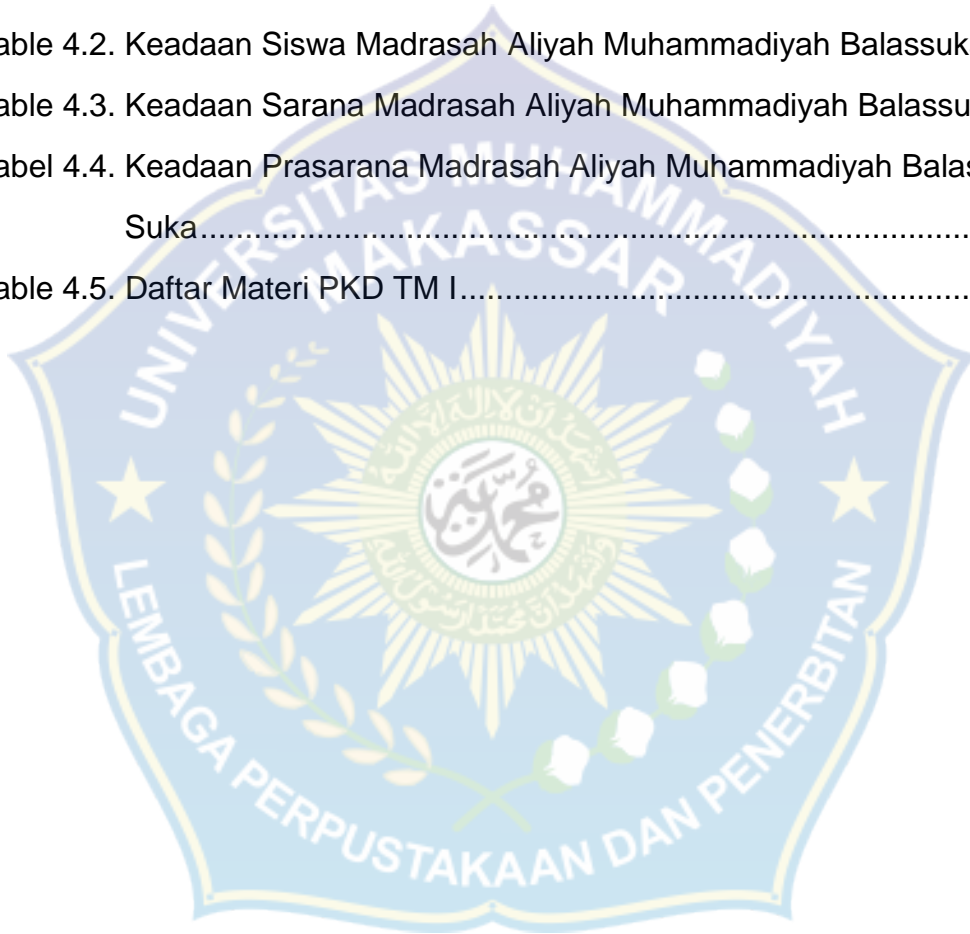 able 4.2. Keadaan Siswa Madrasah Aliyah Muhammadiyah Balassuk
able 4.3. Keadaan Sarana Madrasah Aliyah Muhammadiyah Balassu
abel 4.4. Keadaan Prasarana Madrasah Aliyah Muhammadiyah Balas
Suka
able 4.5. Daftar Materi PKD TM I
UNIVERSITAS MUHAMMADIYAH
MAKASSAR
محمدية
LEMBAGA PERPUSTAKAAN DAN PENERBITAN